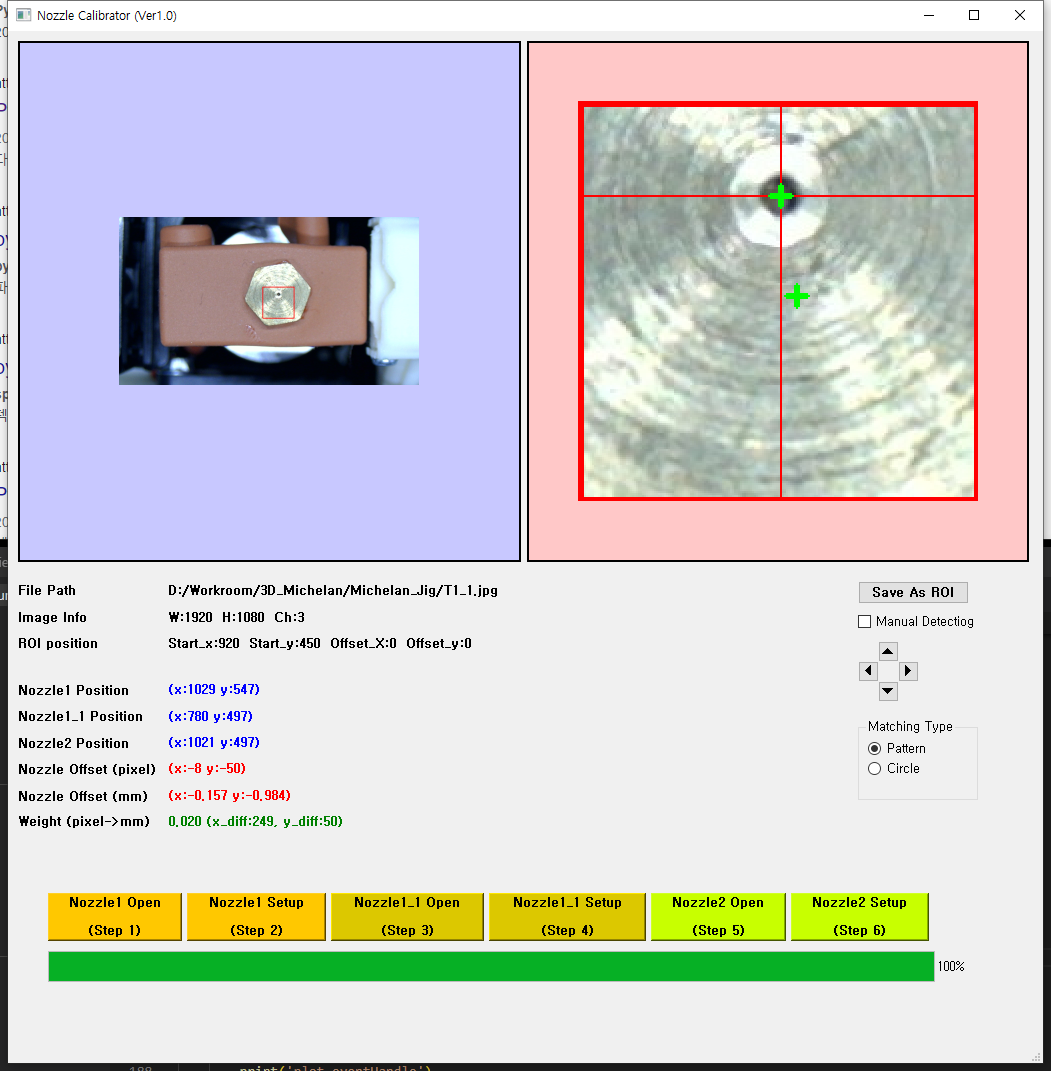 Nozzle Calibrator (Ver1.0)
File Path D:/Workroom/3D_Michelan/Michelan_Jig/T1_1.jpg
Save As ROI
Image Info W:1920 H:1080 Ch:3
Manual Detectiog
ROI position Start_x:920 Start_y:450 Offset_X:0 Offset_y:0
Nozzle1 Position (x:1029 y:547)
Nozzle1_1 Position (x:780 y:497)
Nozzle2 Position (x:1021 y:497)
Nozzle Offset (pixel) (x:-8 y:-50)
Nozzle Offset (mm) (x:-0.157 y:-0.984)
Weight (pixel->mm) 0.020 (x_diff:249, y_diff:50)
Matching Type
Pattern
Circle
Nozzle1 Open
(Step 1)
Nozzle1 Setup
(Step 2)
Nozzle1_1 Open
(Step 3)
Nozzle1_1 Setup
(Step 4)
Nozzle2 Open
(Step 5)
Nozzle2 Setup
(Step 6)
100%